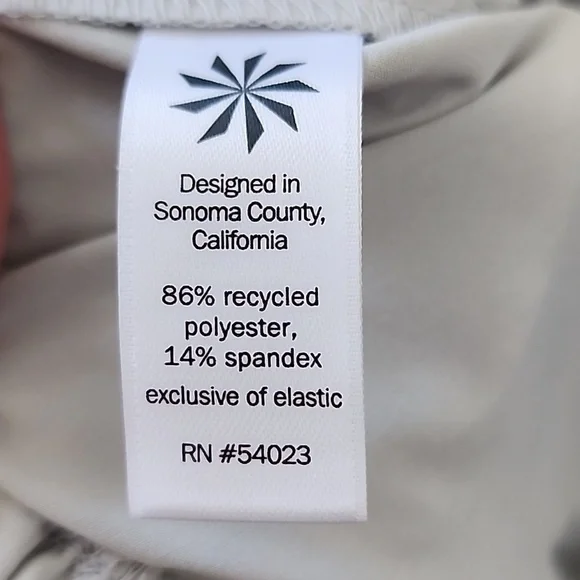 Designed in
Sonoma County,
California
86% recycled
polyester,
14% spandex
exclusive of elastic
RN #54023